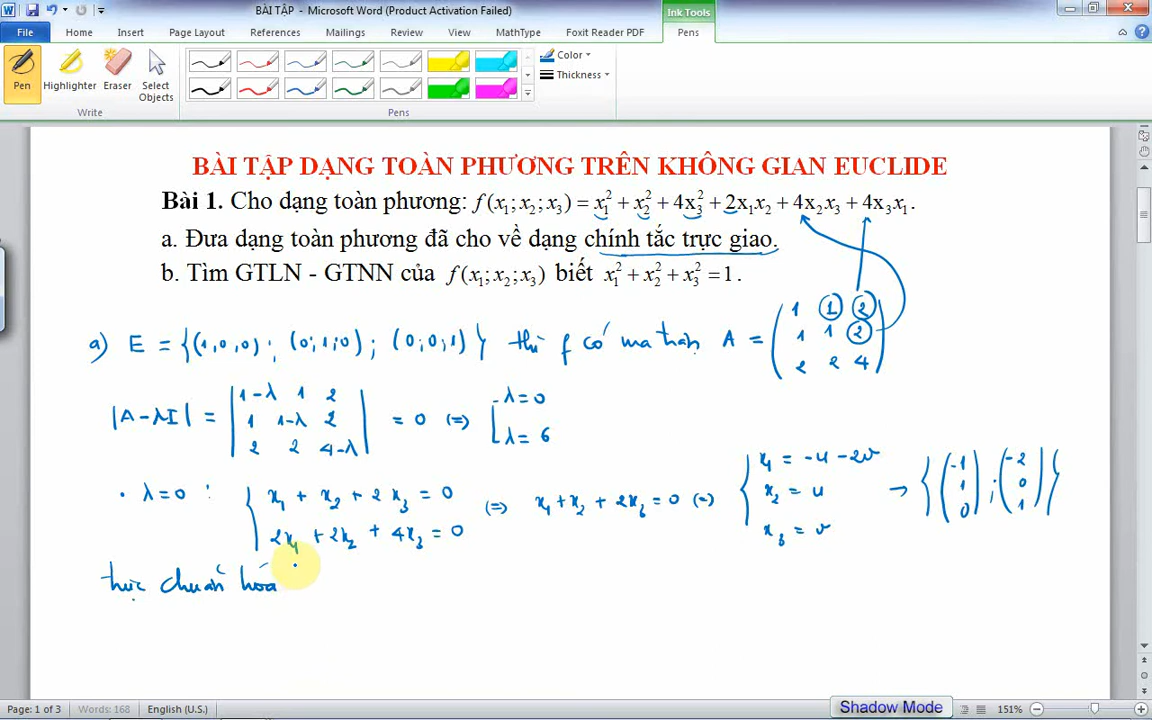 BÀI TẬP - Microsoft Word (Product Activation Failed)
Ink Tools
File Home Insert Page Layout References Mailings Review View MathType Foxit Reader PDF Pens
Pen Highlighter Eraser Select Objects
Color
Thickness
Write Pens
BÀI TẬP DẠNG TOÀN PHƯƠNG TRÊN KHÔNG GIAN EUCLIDE
Bài 1. Cho dạng toàn phương: f(x₁;x₂;x₃) = x₁² + x₂² + 4x₃² + 2x₁x₂ + 4x₂x₃ + 4x₃x₁.
a. Đưa dạng toàn phương đã cho về dạng chính tắc trực giao.
b. Tìm GTLN - GTNN của f(x₁;x₂;x₃) biết x₁² + x₂² + x₃² = 1.
a) E = {(1,0,0); (0;1;0); (0;0;1)} thì f có ma trận A = (1 1 2
1 1 2
2 2 4)
|A-λI| = |1-λ 1 2
1 1-λ 2
2 2 4-λ| = 0 (=) [λ=0
λ=6
. λ=0 : {x₁ + x₂ + 2x₃ = 0
2x₁ + 2x₂ + 4x₃ = 0 (=) x₁+x₂ + 2x₃ = 0 (=) {x₁ = -u-2v
x₂ = u
x₃ = v → {(-1
1
0) ; (-2
0
1)}
trực chuẩn hóa
Page: 1 of 3 Words: 168 English (U.S.) Shadow Mode 151%